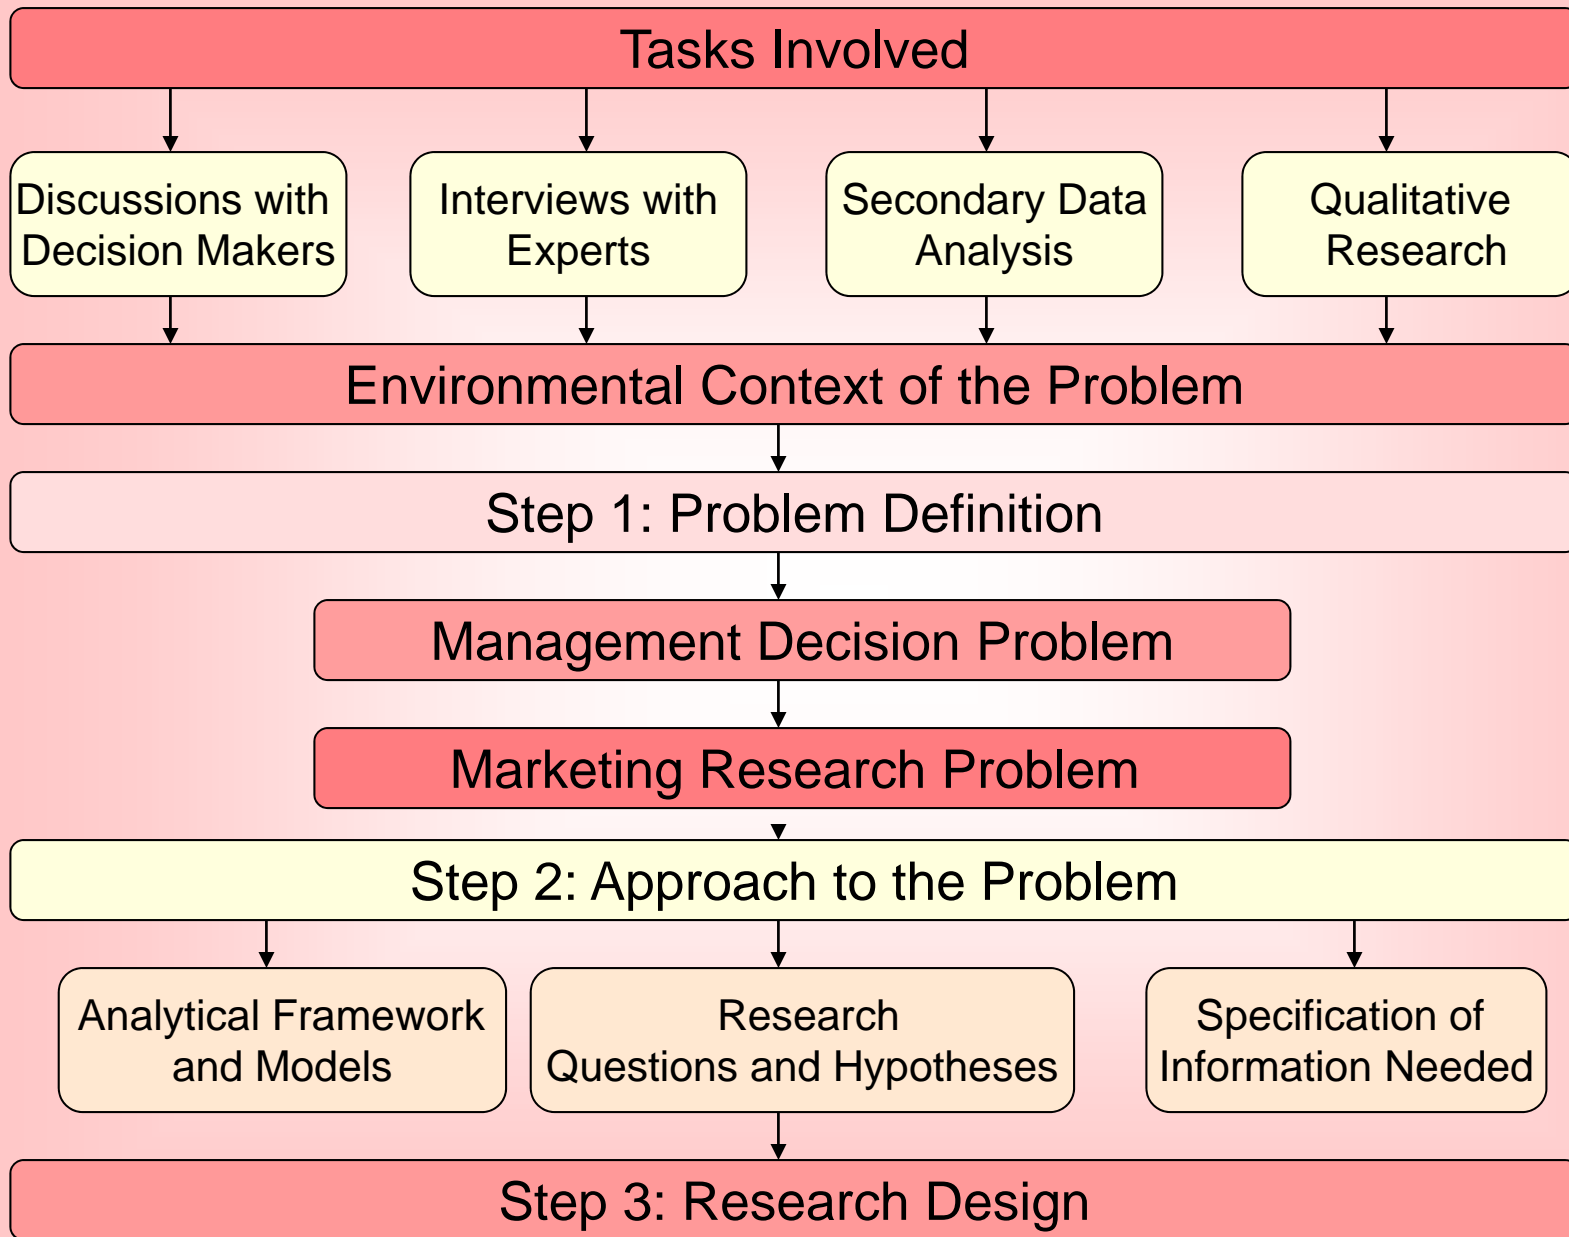 Tasks Involved
Discussions with
Decision Makers
Interviews with
Experts
Secondary Data
Analysis
Qualitative
Research
Environmental Context of the Problem
Step 1: Problem Definition
Management Decision Problem
Marketing Research Problem
Step 2: Approach to the Problem
Analytical Framework
and Models
Research
Questions and Hypotheses
Specification of
Information Needed
Step 3: Research Design